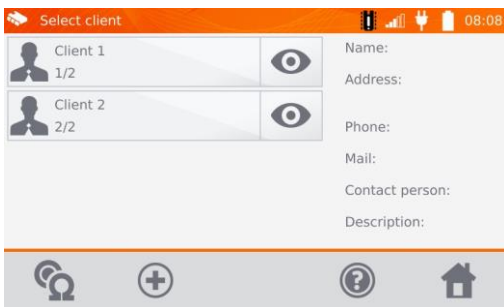 Select client
08:08
Client 1
1/2
Client 2
2/2
Name:
Address:
Phone:
Mail:
Contact person:
Description: